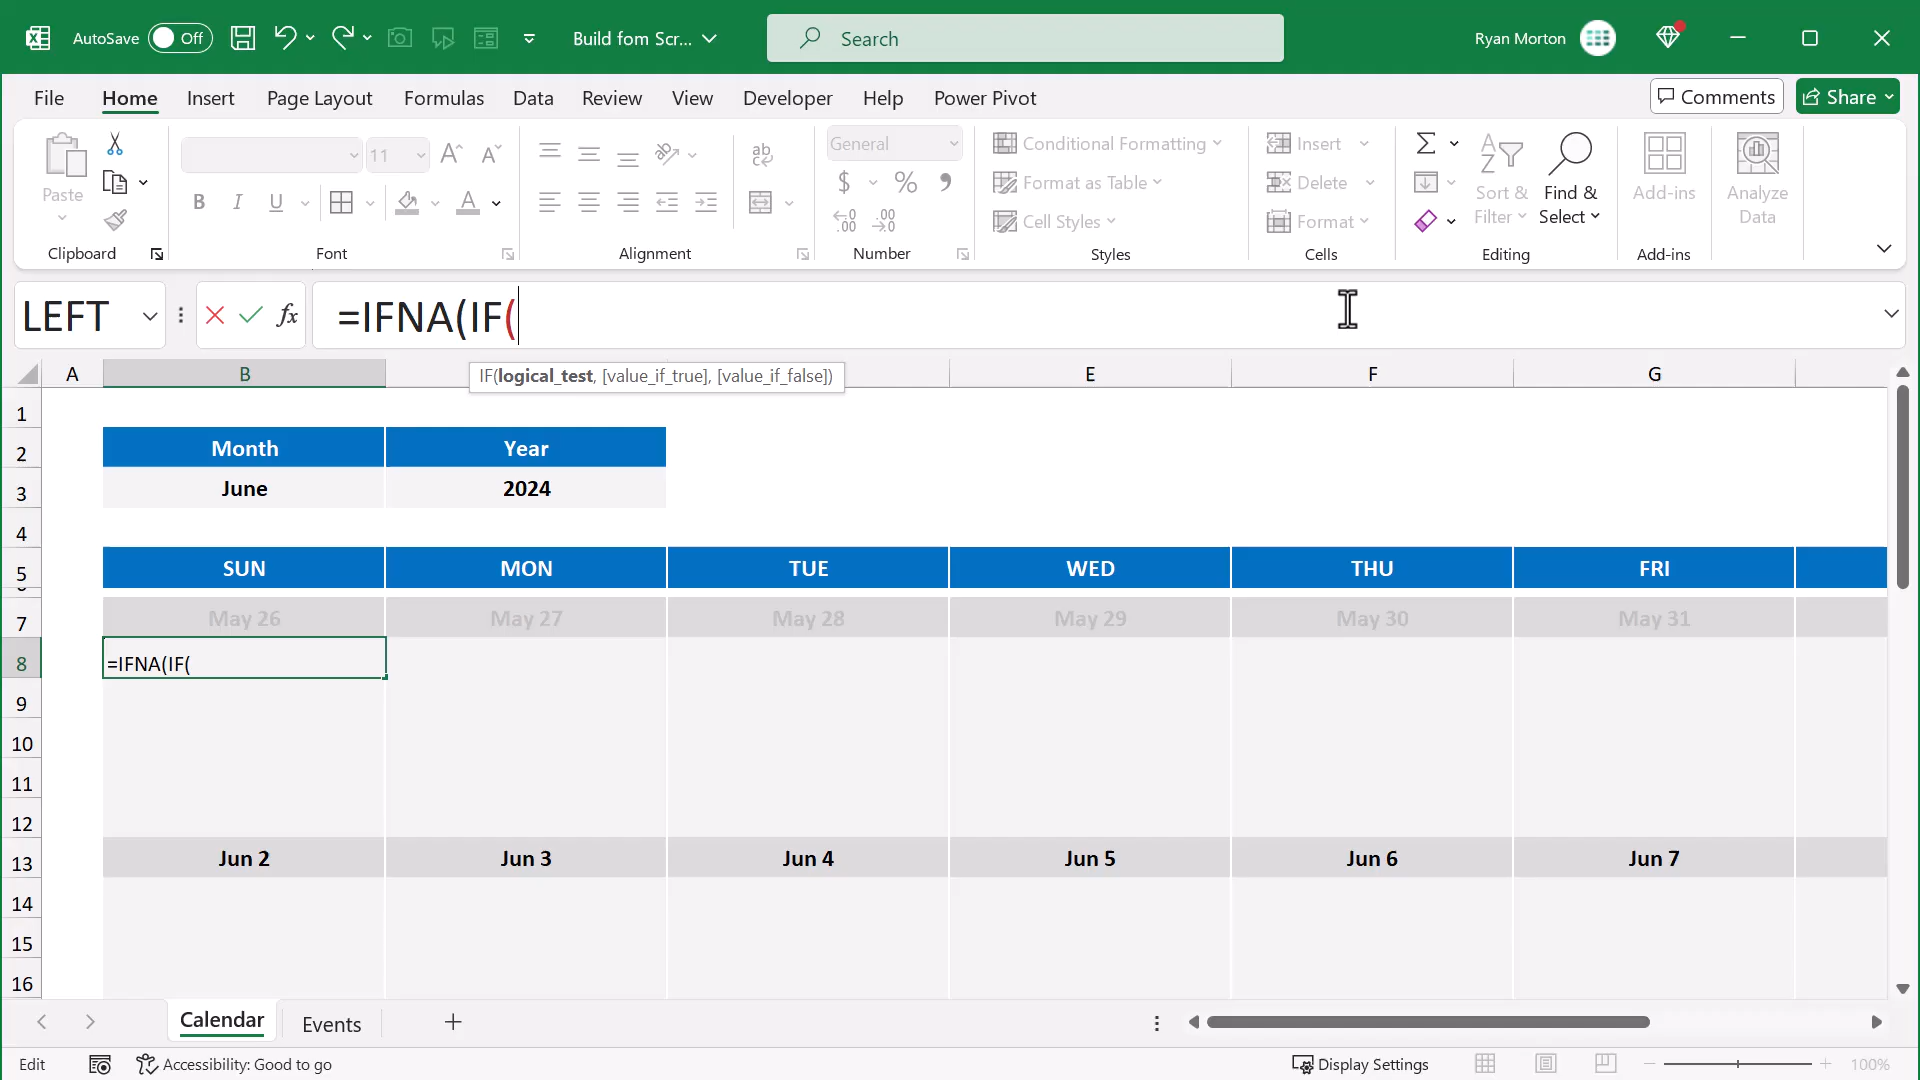 AutoSave Off Build fom Scr... Search Ryan Morton
File Home Insert Page Layout Formulas Data Review View Developer Help Power Pivot Comments Share
Paste
Clipboard
11
B I U
Font
ab
Alignment
General
$ % 9
Number
Conditional Formatting
Format as Table
Cell Styles
Styles
Insert
Delete
Format
Cells
Sort & Filter
Find & Select
Editing
Add-ins
Add-ins
Analyze Data
LEFT fx =IFNA(IF(
IF(logical_test, [value_if_true], [value_if_false])
A B E F G
1
2 Month Year
3 June 2024
4
5 SUN MON TUE WED THU FRI
7 May 26 May 27 May 28 May 29 May 30 May 31
8 =IFNA(IF(
9
10
11
12
13 Jun 2 Jun 3 Jun 4 Jun 5 Jun 6 Jun 7
14
15
16
Calendar Events
Edit Accessibility: Good to go Display Settings 100%